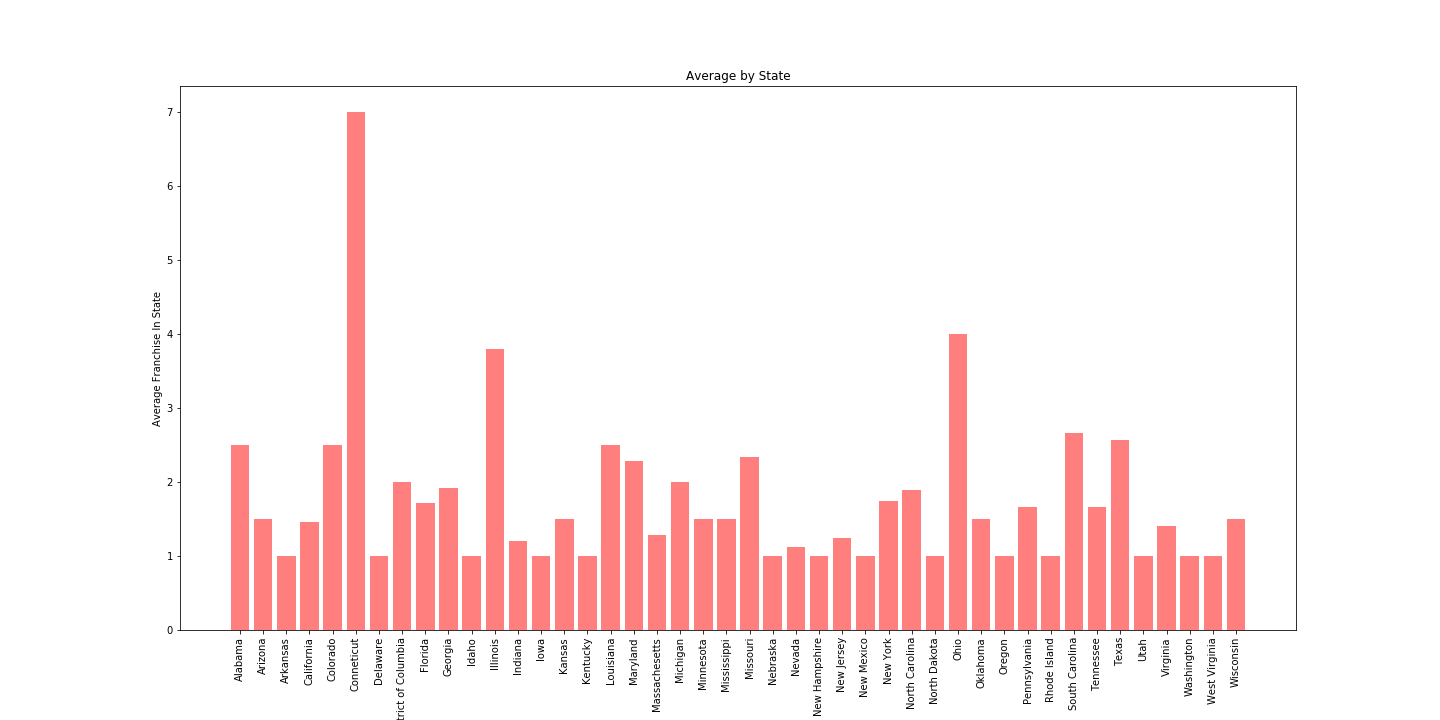 Average by State
Average Franchise In State
7
6
5
4
3
2
1
0
Alabama
Arizona
Arkansas
California
Colorado
Conneticut
Delaware
trict of Columbia
Florida
Georgia
Idaho
Illinois
Indiana
Iowa
Kansas
Kentucky
Louisiana
Maryland
Massachesetts
Michigan
Minnesota
Mississippi
Missouri
Nebraska
Nevada
New Hampshire
New Jersey
New Mexico
New York
North Carolina
North Dakota
Ohio
Oklahoma
Oregon
Pennsylvania
Rhode Island
South Carolina
Tennessee
Texas
Utah
Virginia
Washington
West Virginia
Wisconsin